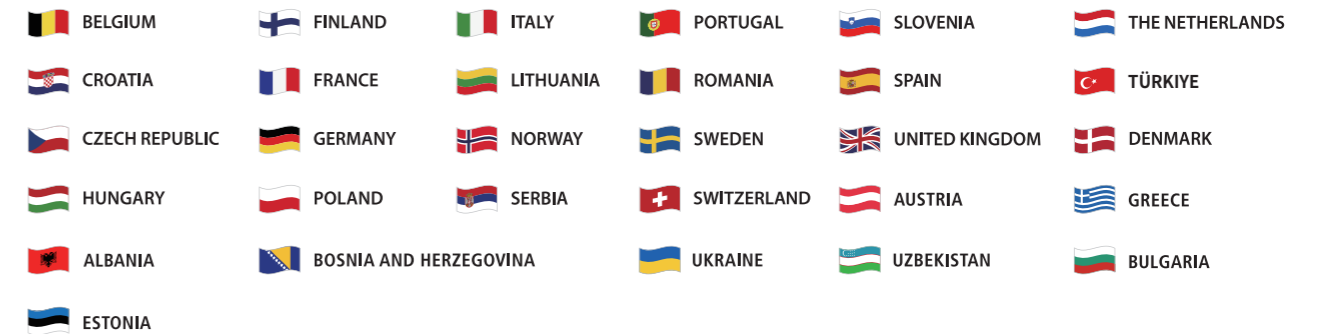 BELGIUM FINLAND ITALY PORTUGAL SLOVENIA THE NETHERLANDS
CROATIA FRANCE LITHUANIA ROMANIA SPAIN TÜRKIYE
CZECH REPUBLIC GERMANY NORWAY SWEDEN UNITED KINGDOM DENMARK
HUNGARY POLAND SERBIA SWITZERLAND AUSTRIA GREECE
ALBANIA BOSNIA AND HERZEGOVINA UKRAINE UZBEKISTAN BULGARIA
ESTONIA